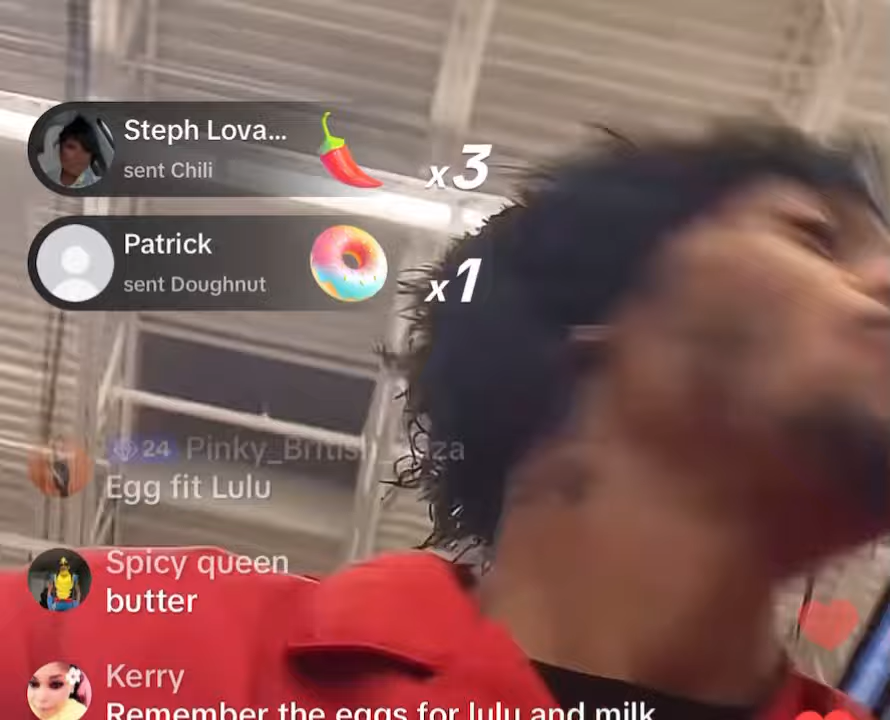 Steph Lova...
sent Chili
x3
Patrick
sent Doughnut
x1
24 Pinky_British_
Egg fit Lulu
Spicy queen
butter
Kerry
Remember the eggs for lulu and milk